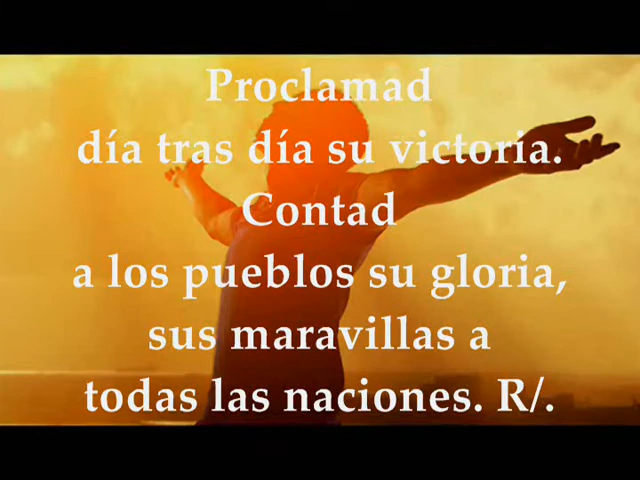 Proclamad
día tras día su victoria.
Contad
a los pueblos su gloria,
sus maravillas a
todas las naciones. R/.